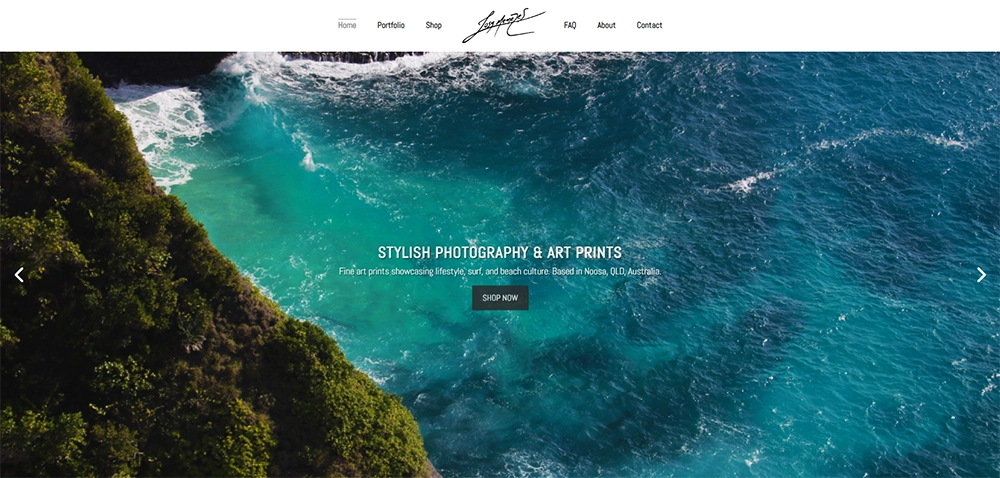 Home Portfolio Shop FAQ About Contact
STYLISH PHOTOGRAPHY & ART PRINTS
Fine art prints showcasing lifestyle, surf, and beach culture. Based in Noosa, QLD, Australia.
SHOP NOW